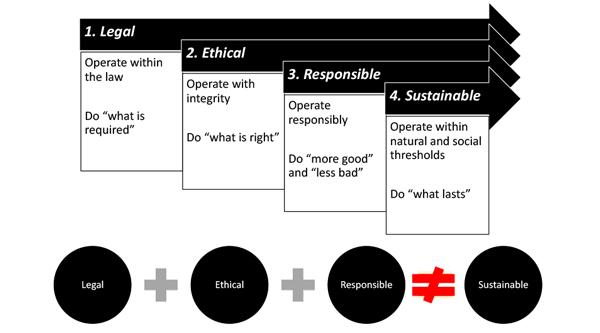 1. Legal
Operate within
the law
Do “what is
required”
2. Ethical
Operate with
integrity
Do “what is right”
3. Responsible
Operate
responsibly
Do “more good”
and “less bad”
4. Sustainable
Operate within
natural and social
thresholds
Do “what lasts”
Legal + Ethical + Responsible ≠ Sustainable